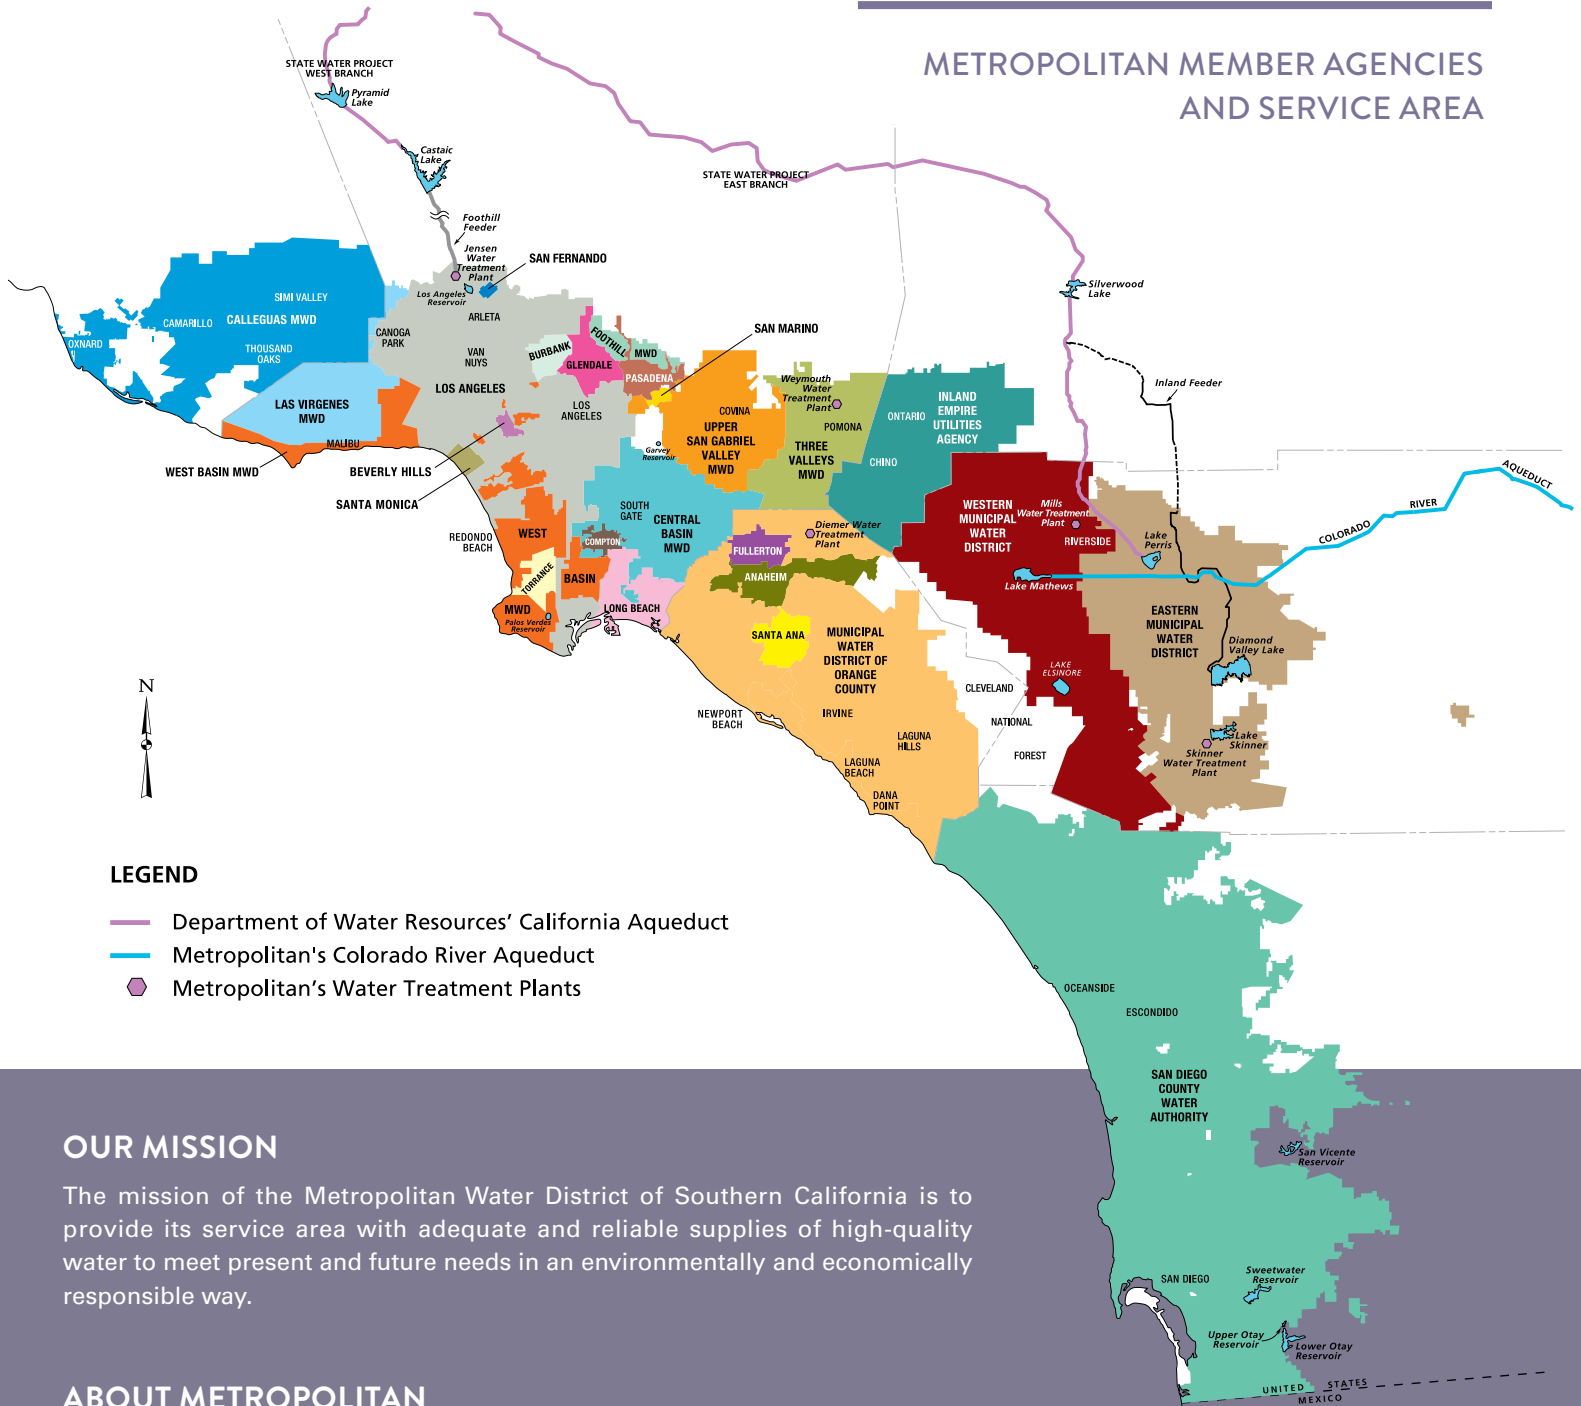 METROPOLITAN MEMBER AGENCIES
AND SERVICE AREA
STATE WATER PROJECT
WEST BRANCH
Pyramid
Lake
Castaic
Lake
STATE WATER PROJECT
EAST BRANCH
Foothill
Feeder
Jensen
Water
Treatment
Plant
SAN FERNANDO
Los Angeles
Reservoir
Silverwood
Lake
SIMI VALLEY
CAMARILLO
CALLEGUAS MWD
OXNARD
THOUSAND
OAKS
ARLETA
CANOGA
PARK
VAN
NUYS
BURBANK
GLENDALE
FOOTHILL
MWD
PASADENA
SAN MARINO
LOS ANGELES
LOS
ANGELES
Weymouth
Water
Treatment
Plant
Inland Feeder
LAS VIRGENES
MWD
MALIBU
WEST BASIN MWD
BEVERLY HILLS
SANTA MONICA
COVINA
UPPER
SAN GABRIEL
VALLEY
MWD
Garvey
Reservoir
POMONA
THREE
VALLEYS
MWD
ONTARIO
INLAND
EMPIRE
UTILITIES
AGENCY
CHINO
SOUTH
GATE
CENTRAL
BASIN
MWD
REDONDO
BEACH
WEST
COMPTON
TORRANCE
BASIN
MWD
Palos Verdes
Reservoir
LONG BEACH
FULLERTON
Diemer Water
Treatment
Plant
ANAHEIM
SANTA ANA
MUNICIPAL
WATER
DISTRICT OF
ORANGE
COUNTY
WESTERN
MUNICIPAL
WATER
DISTRICT
Mills
Water Treatment
Plant
RIVERSIDE
Lake
Perris
Lake Mathews
COLORADO
RIVER
AQUEDUCT
EASTERN
MUNICIPAL
WATER
DISTRICT
Diamond
Valley Lake
LAKE
ELSINORE
CLEVELAND
NATIONAL
FOREST
Lake
Skinner
Skinner
Water Treatment
Plant
NEWPORT
BEACH
IRVINE
LAGUNA
HILLS
LAGUNA
BEACH
DANA
POINT
N
LEGEND
Department of Water Resources’ California Aqueduct
Metropolitan's Colorado River Aqueduct
Metropolitan’s Water Treatment Plants
OCEANSIDE
ESCONDIDO
SAN DIEGO
COUNTY
WATER
AUTHORITY
San Vicente
Reservoir
SAN DIEGO
Sweetwater
Reservoir
Upper Otay
Reservoir
Lower Otay
Reservoir
UNITED STATES
MEXICO
OUR MISSION
The mission of the Metropolitan Water District of Southern California is to
provide its service area with adequate and reliable supplies of high-quality
water to meet present and future needs in an environmentally and economically
responsible way.
ABOUT METROPOLITAN